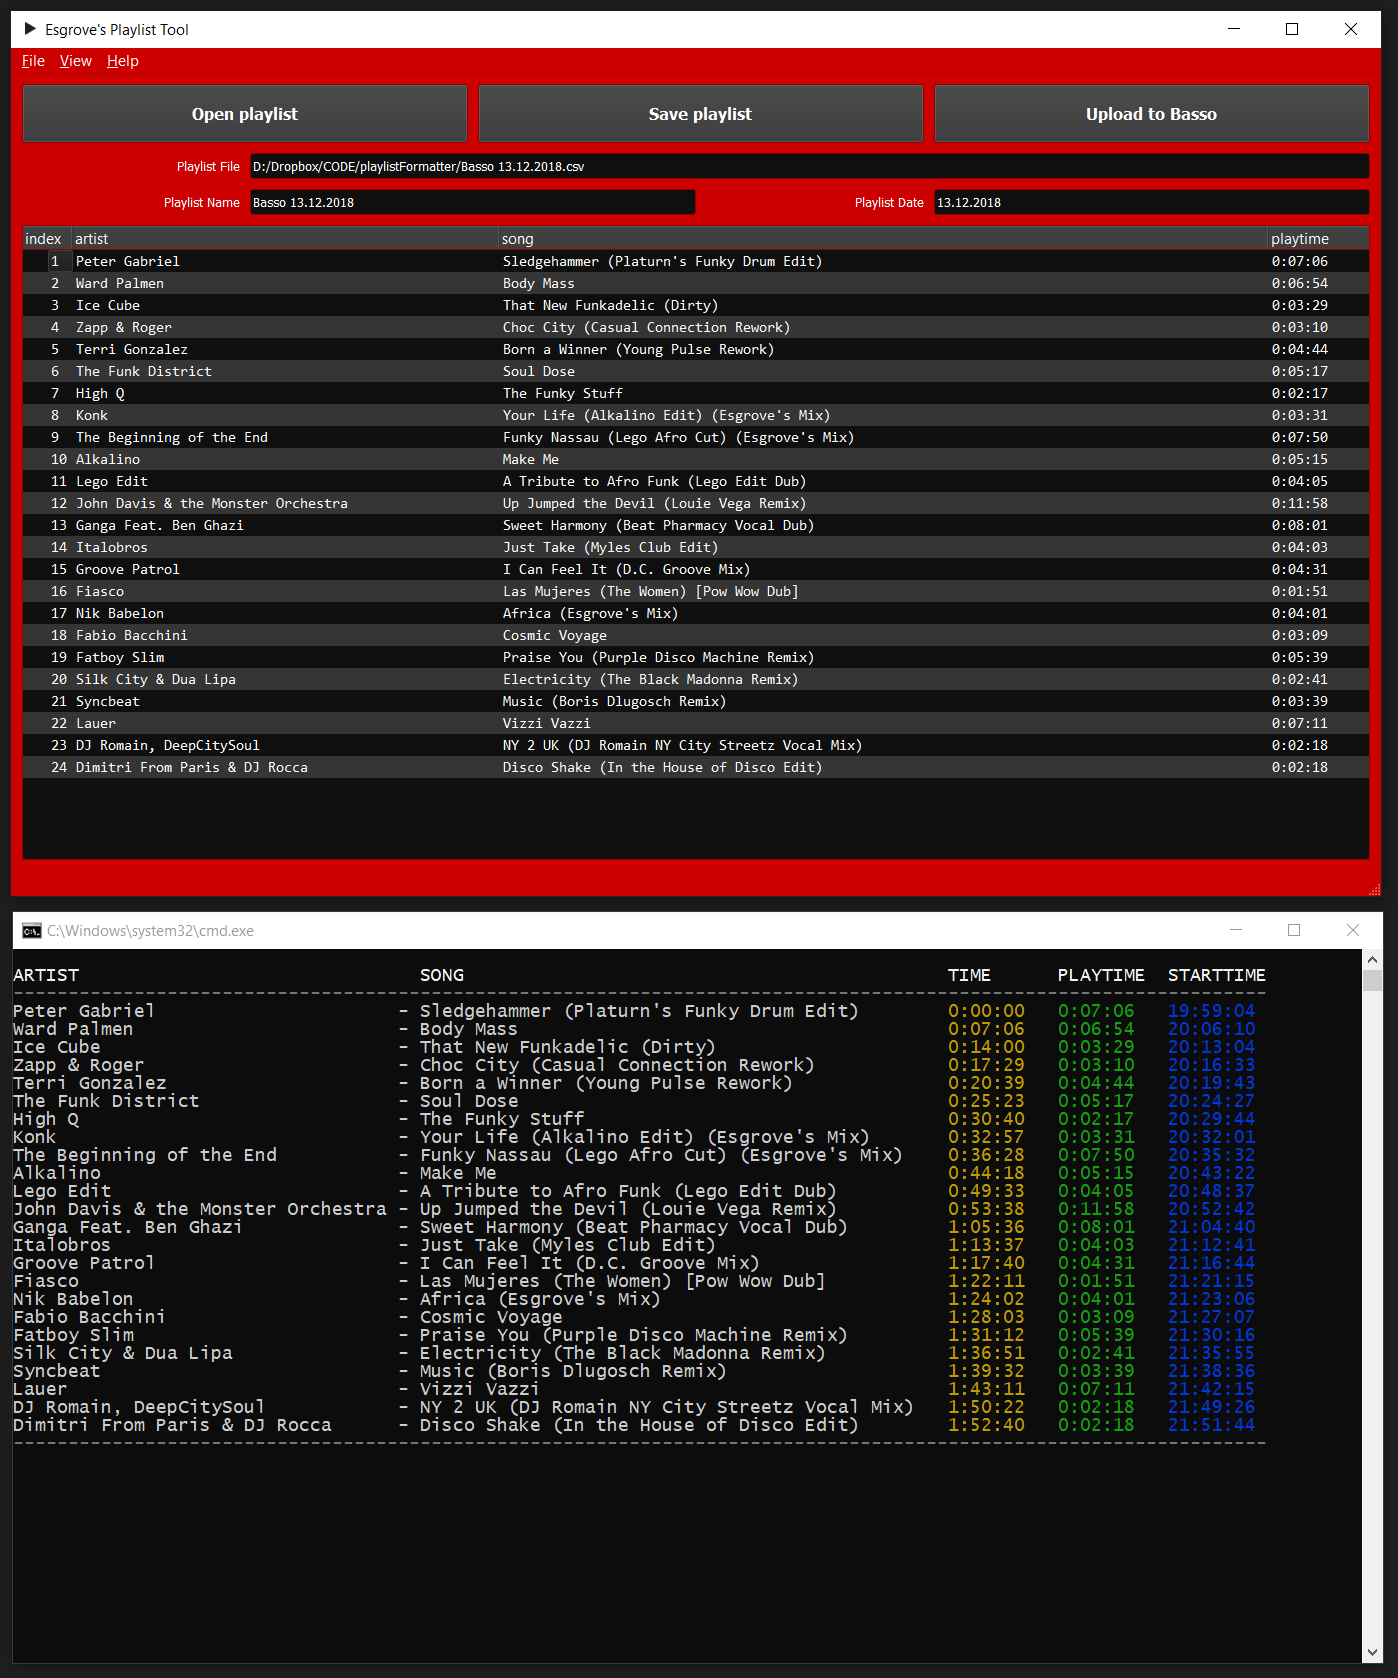 Esgrove's Playlist Tool
File View Help
Open playlist Save playlist Upload to Basso
Playlist File D:/Dropbox/CODE/playlistFormatter/Basso 13.12.2018.csv
Playlist Name Basso 13.12.2018 Playlist Date 13.12.2018
index artist song playtime
1 Peter Gabriel Sledgehammer (Platurn's Funky Drum Edit) 0:07:06
2 Ward Palmen Body Mass 0:06:54
3 Ice Cube That New Funkadelic (Dirty) 0:03:29
4 Zapp & Roger Choc City (Casual Connection Rework) 0:03:10
5 Terri Gonzalez Born a Winner (Young Pulse Rework) 0:04:44
6 The Funk District Soul Dose 0:05:17
7 High Q The Funky Stuff 0:02:17
8 Konk Your Life (Alkalino Edit) (Esgrove's Mix) 0:03:31
9 The Beginning of the End Funky Nassau (Lego Afro Cut) (Esgrove's Mix) 0:07:50
10 Alkalino Make Me 0:05:15
11 Lego Edit A Tribute to Afro Funk (Lego Edit Dub) 0:04:05
12 John Davis & the Monster Orchestra Up Jumped the Devil (Louie Vega Remix) 0:11:58
13 Ganga Feat. Ben Ghazi Sweet Harmony (Beat Pharmacy Vocal Dub) 0:08:01
14 Italobros Just Take (Myles Club Edit) 0:04:03
15 Groove Patrol I Can Feel It (D.C. Groove Mix) 0:04:31
16 Fiasco Las Mujeres (The Women) [Pow Wow Dub] 0:01:51
17 Nik Babelon Africa (Esgrove's Mix) 0:04:01
18 Fabio Bacchini Cosmic Voyage 0:03:09
19 Fatboy Slim Praise You (Purple Disco Machine Remix) 0:05:39
20 Silk City & Dua Lipa Electricity (The Black Madonna Remix) 0:02:41
21 Syncbeat Music (Boris Dlugosch Remix) 0:03:39
22 Lauer Vizzi Vazzi 0:07:11
23 DJ Romain, DeepCitySoul NY 2 UK (DJ Romain NY City Streetz Vocal Mix) 0:02:18
24 Dimitri From Paris & DJ Rocca Disco Shake (In the House of Disco Edit) 0:02:18
C:\Windows\system32\cmd.exe
ARTIST SONG TIME PLAYTIME STARTTIME
Peter Gabriel - Sledgehammer (Platurn's Funky Drum Edit) 0:00:00 0:07:06 19:59:04
Ward Palmen - Body Mass 0:07:06 0:06:54 20:06:10
Ice Cube - That New Funkadelic (Dirty) 0:14:00 0:03:29 20:13:04
Zapp & Roger - Choc City (Casual Connection Rework) 0:17:29 0:03:10 20:16:33
Terri Gonzalez - Born a Winner (Young Pulse Rework) 0:20:39 0:04:44 20:19:43
The Funk District - Soul Dose 0:25:23 0:05:17 20:24:27
High Q - The Funky Stuff 0:30:40 0:02:17 20:29:44
Konk - Your Life (Alkalino Edit) (Esgrove's Mix) 0:32:57 0:03:31 20:32:01
The Beginning of the End - Funky Nassau (Lego Afro Cut) (Esgrove's Mix) 0:36:28 0:07:50 20:35:32
Alkalino - Make Me 0:44:18 0:05:15 20:43:22
Lego Edit - A Tribute to Afro Funk (Lego Edit Dub) 0:49:33 0:04:05 20:48:37
John Davis & the Monster Orchestra - Up Jumped the Devil (Louie Vega Remix) 0:53:38 0:11:58 20:52:42
Ganga Feat. Ben Ghazi - Sweet Harmony (Beat Pharmacy Vocal Dub) 1:05:36 0:08:01 21:04:40
Italobros - Just Take (Myles Club Edit) 1:13:37 0:04:03 21:12:41
Groove Patrol - I Can Feel It (D.C. Groove Mix) 1:17:40 0:04:31 21:16:44
Fiasco - Las Mujeres (The Women) [Pow Wow Dub] 1:22:11 0:01:51 21:21:15
Nik Babelon - Africa (Esgrove's Mix) 1:24:02 0:04:01 21:23:06
Fabio Bacchini - Cosmic Voyage 1:28:03 0:03:09 21:27:07
Fatboy Slim - Praise You (Purple Disco Machine Remix) 1:31:12 0:05:39 21:30:16
Silk City & Dua Lipa - Electricity (The Black Madonna Remix) 1:36:51 0:02:41 21:35:55
Syncbeat - Music (Boris Dlugosch Remix) 1:39:32 0:03:39 21:38:36
Lauer - Vizzi Vazzi 1:43:11 0:07:11 21:42:15
DJ Romain, DeepCitySoul - NY 2 UK (DJ Romain NY City Streetz Vocal Mix) 1:50:22 0:02:18 21:49:26
Dimitri From Paris & DJ Rocca - Disco Shake (In the House of Disco Edit) 1:52:40 0:02:18 21:51:44